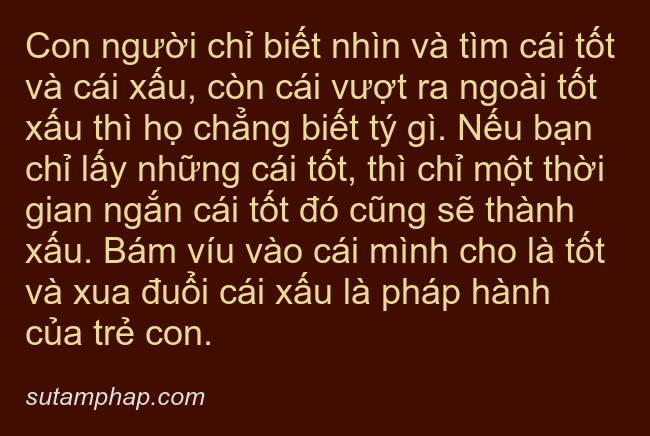 Con người chỉ biết nhìn và tìm cái tốt
và cái xấu, còn cái vượt ra ngoài tốt
xấu thì họ chẳng biết tý gì. Nếu bạn
chỉ lấy những cái tốt, thì chỉ một thời
gian ngắn cái tốt đó cũng sẽ thành
xấu. Bám víu vào cái mình cho là tốt
và xua đuổi cái xấu là pháp hành
của trẻ con.
sutamphap.com